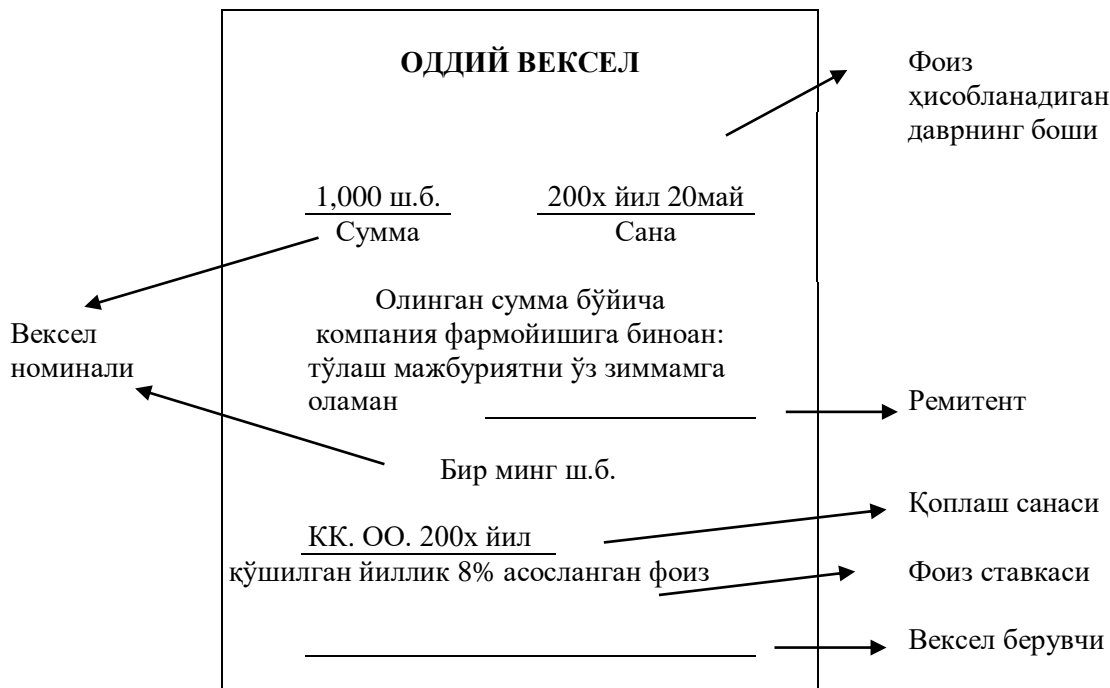 ОДДИЙ ВЕКСЕЛ
Фоиз
ҳисобланадиган
даврнинг боши
1,000 ш.б.
200х йил 20май
Сумма
Сана
Олинган сумма бўйича
компания фармойишига биноан:
тўлаш мажбуриятни ўз зиммамга
оламан
Вексел
номинали
Ремитент
Бир минг ш.б.
Қоплаш санаси
КК. ОО. 200х йил
қўшилган йиллик 8% асосланган фоиз
Фоиз ставкаси
Вексел берувчи